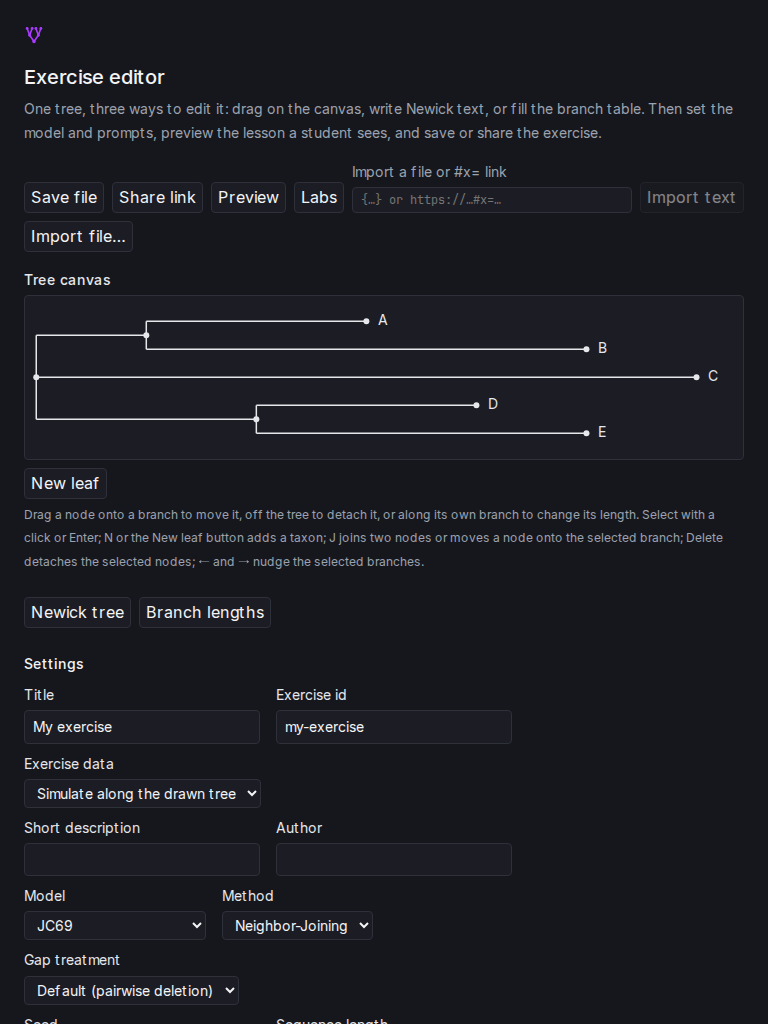 Exercise editor
One tree, three ways to edit it: drag on the canvas, write Newick text, or fill the branch table. Then set the
model and prompts, preview the lesson a student sees, and save or share the exercise.
Import a file or #x= link
Save file Share link Preview Labs {…} or https://…#x=… Import text
Import file…
Tree canvas
A
B
C
D
E
New leaf
Drag a node onto a branch to move it, off the tree to detach it, or along its own branch to change its length. Select with a
click or Enter; N or the New leaf button adds a taxon; J joins two nodes or moves a node onto the selected branch; Delete
detaches the selected nodes; ← and → nudge the selected branches.
Newick tree Branch lengths
Settings
Title Exercise id
My exercise my-exercise
Exercise data
Simulate along the drawn tree
Short description Author
Model Method
JC69 Neighbor-Joining
Gap treatment
Default (pairwise deletion)
Seed Sequence length